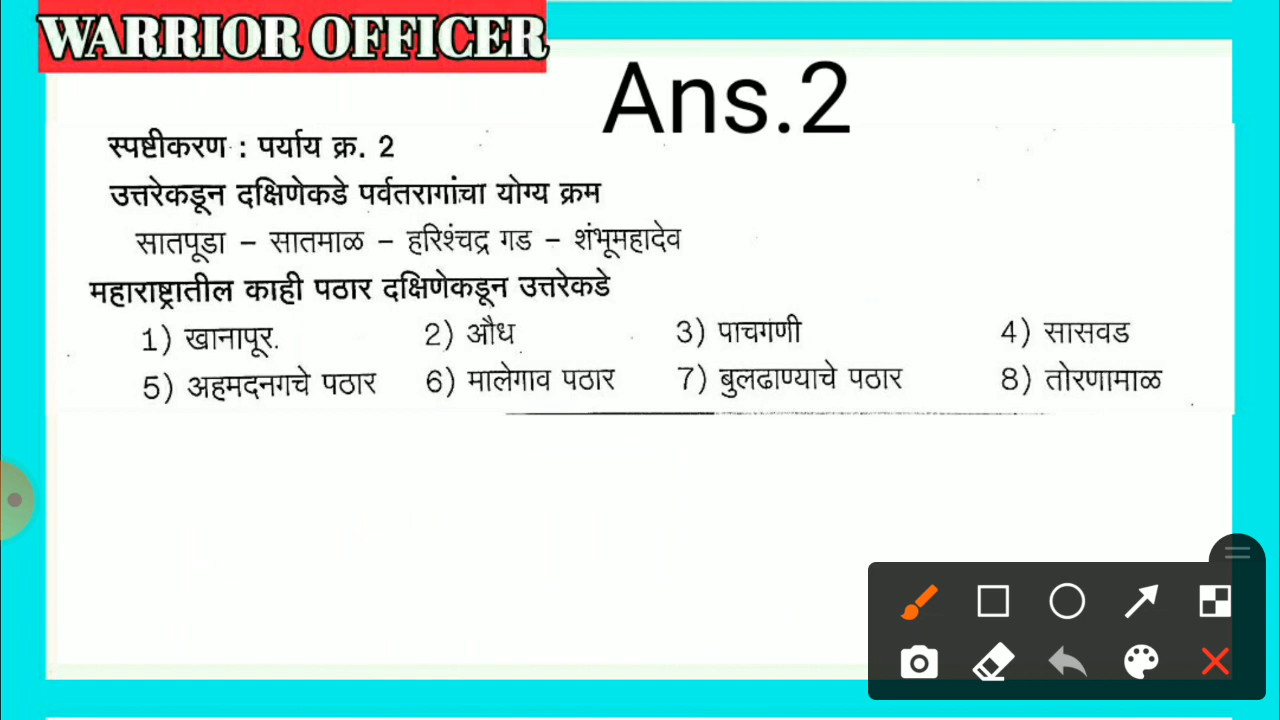 WARRIOR OFFICER
Ans.2
स्पष्टीकरण : पर्याय क्र. 2
उत्तरेकडून दक्षिणेकडे पर्वतरागांचा योग्य क्रम
सातपूडा – सातमाळ – हरिश्चंद्र गड – शंभूमहादेव
महाराष्ट्रातील काही पठार दक्षिणेकडून उत्तरेकडे
1) खानापूर. 2) औध 3) पाचगणी 4) सासवड
5) अहमदनगचे पठार 6) मालेगाव पठार 7) बुलढाण्याचे पठार 8) तोरणामाळ